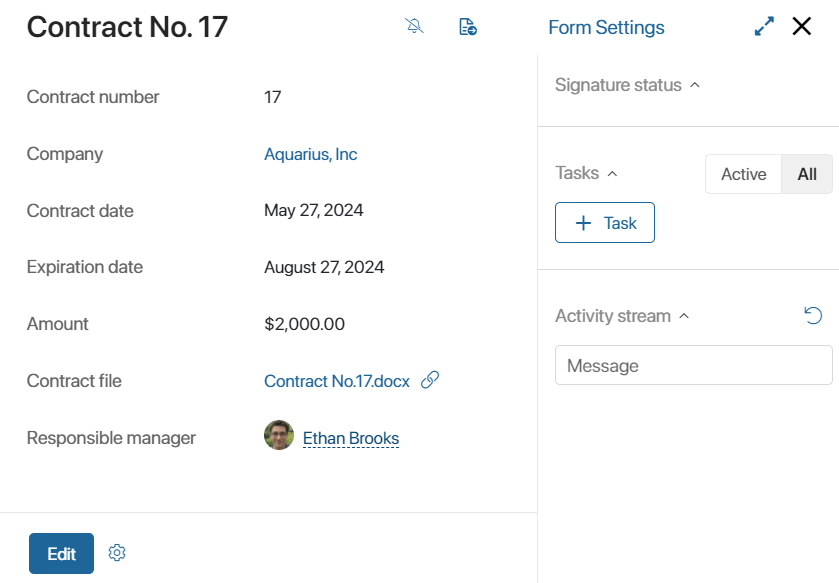 Contract No. 17
Contract number 17
Company Aquarius, Inc
Contract date May 27, 2024
Expiration date August 27, 2024
Amount $2,000.00
Contract file Contract No.17.docx
Responsible manager Ethan Brooks
Edit
Form Settings
Signature status
Tasks Active All
+ Task
Activity stream
Message